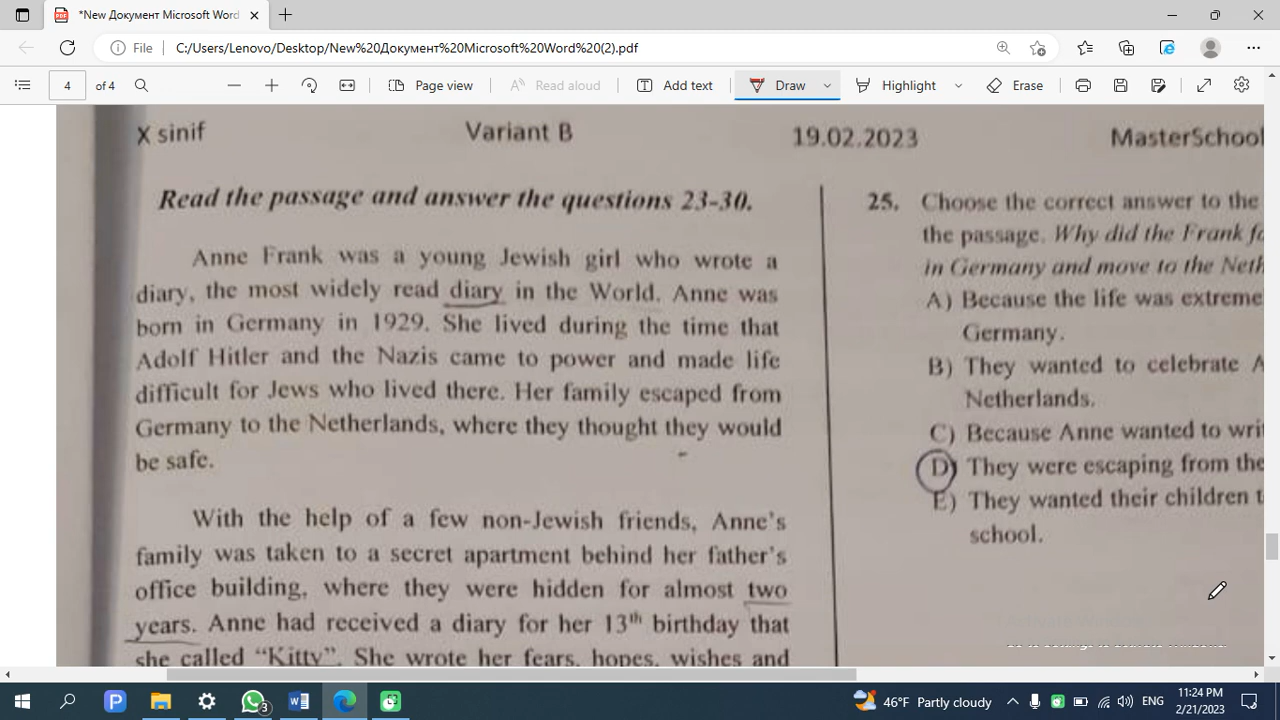 *New Документ Microsoft Word
File
C:/Users/Lenovo/Desktop/New%20Документ%20Microsoft%20Word%20(2).pdf
4 of 4
Page view
Read aloud
Add text
Draw
Highlight
Erase
X sinif Variant B 19.02.2023 MasterSchool
Read the passage and answer the questions 23-30.
Anne Frank was a young Jewish girl who wrote a
diary, the most widely read diary in the World. Anne was
born in Germany in 1929. She lived during the time that
Adolf Hitler and the Nazis came to power and made life
difficult for Jews who lived there. Her family escaped from
Germany to the Netherlands, where they thought they would
be safe.
With the help of a few non-Jewish friends, Anne's
family was taken to a secret apartment behind her father's
office building, where they were hidden for almost two
years. Anne had received a diary for her 13th birthday that
she called “Kitty”. She wrote her fears, hopes, wishes and
25. Choose the correct answer to the
the passage. Why did the Frank
in Germany and move to the
A) Because the life was
Germany.
B) They wanted to celebrate
Netherlands.
C) Because Anne wanted to
D) They were escaping from
E) They wanted their children
school.
3
46°F Partly cloudy
ENG
11:24 PM
2/21/2023